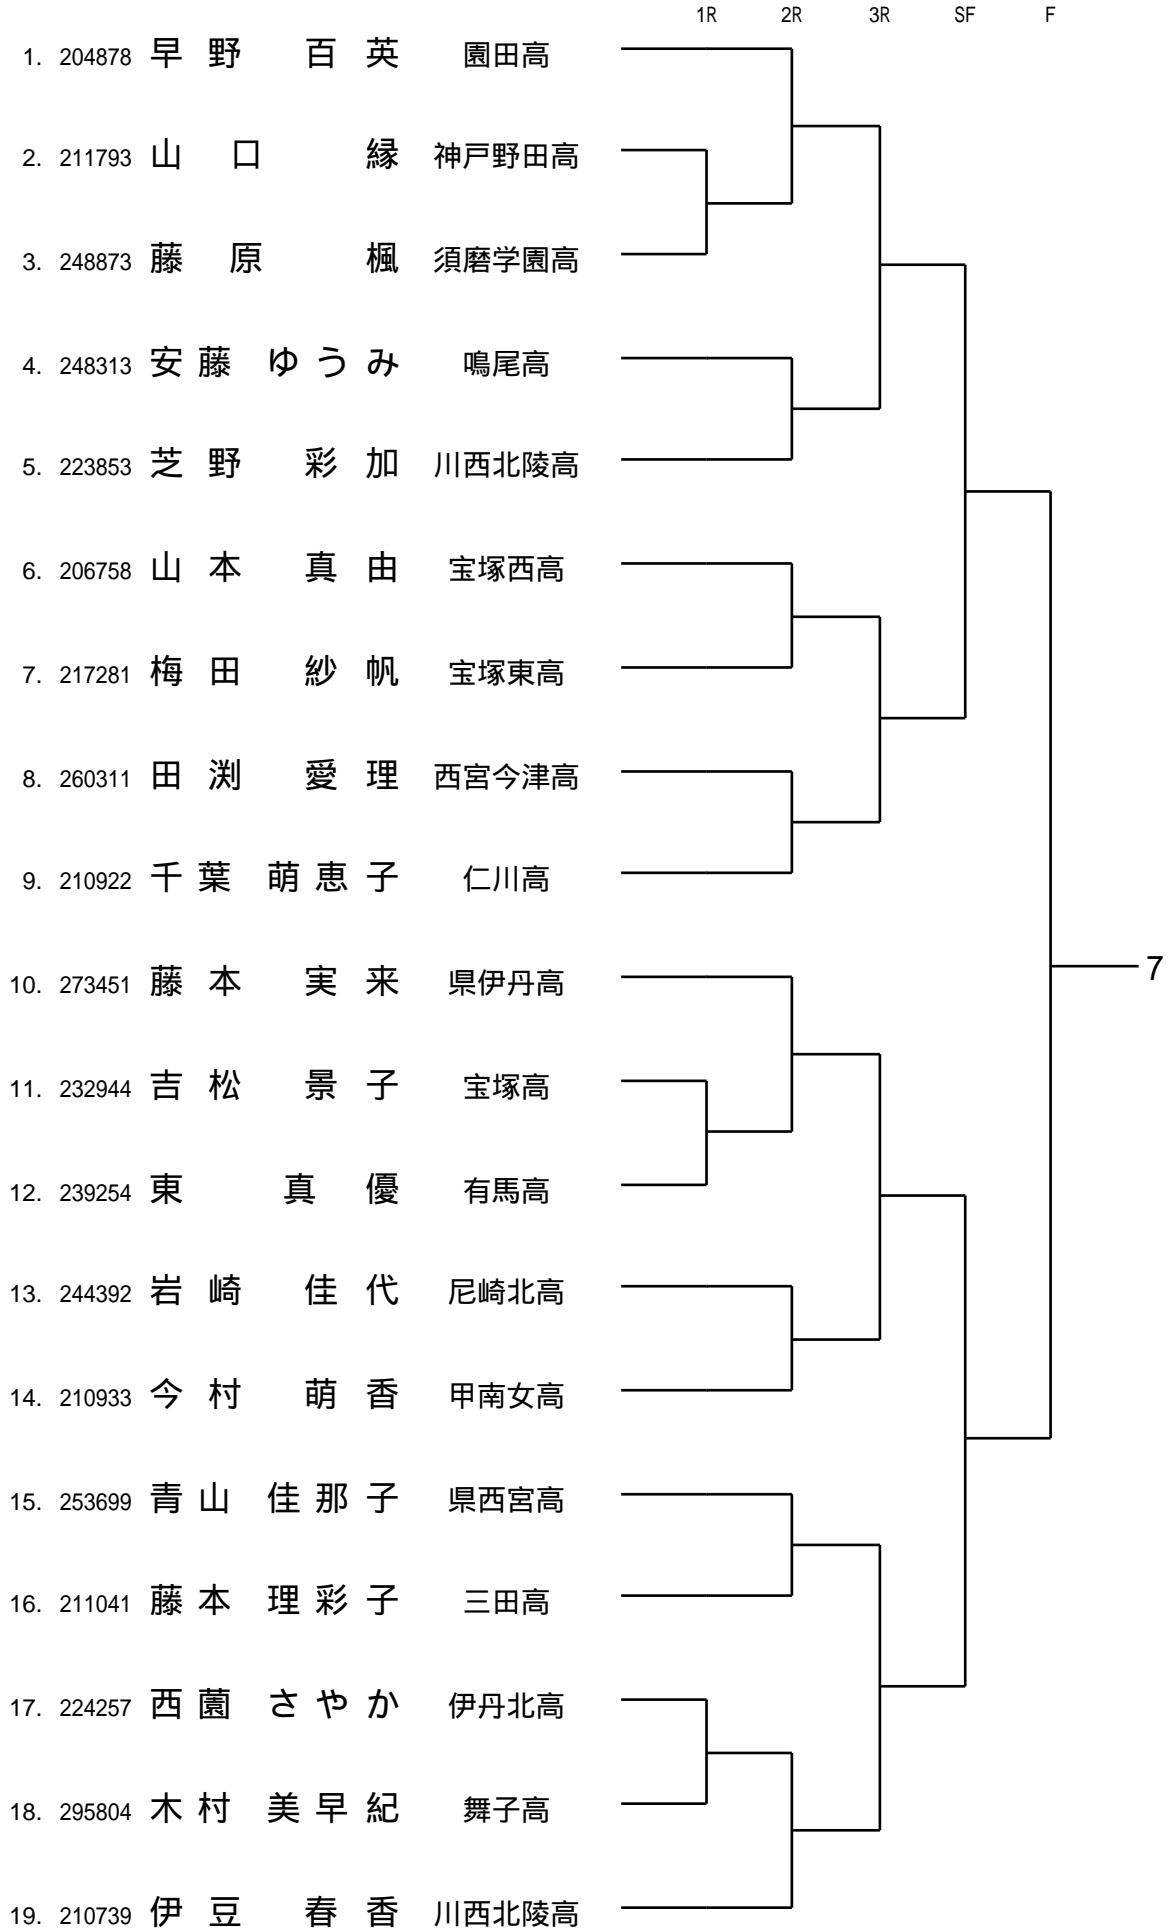 1R 2R 3R SF F
1. 204878 早野 百英 園田高
2. 211793 山口 縁 神戸野田高
3. 248873 藤原 楓 須磨学園高
4. 248313 安藤 ゆうみ 鳴尾高
5. 223853 芝野 彩加 川西北陵高
6. 206758 山本 真由 宝塚西高
7. 217281 梅田 紗帆 宝塚東高
8. 260311 田渕 愛理 西宮今津高
9. 210922 千葉 萌恵子 仁川高
7
10. 273451 藤本 実来 県伊丹高
11. 232944 吉松 景子 宝塚高
12. 239254 東 真優 有馬高
13. 244392 岩崎 佳代 尼崎北高
14. 210933 今村 萌香 甲南女高
15. 253699 青山 佳那子 県西宮高
16. 211041 藤本 理彩子 三田高
17. 224257 西薗 さやか 伊丹北高
18. 295804 木村 美早紀 舞子高
19. 210739 伊豆 春香 川西北陵高